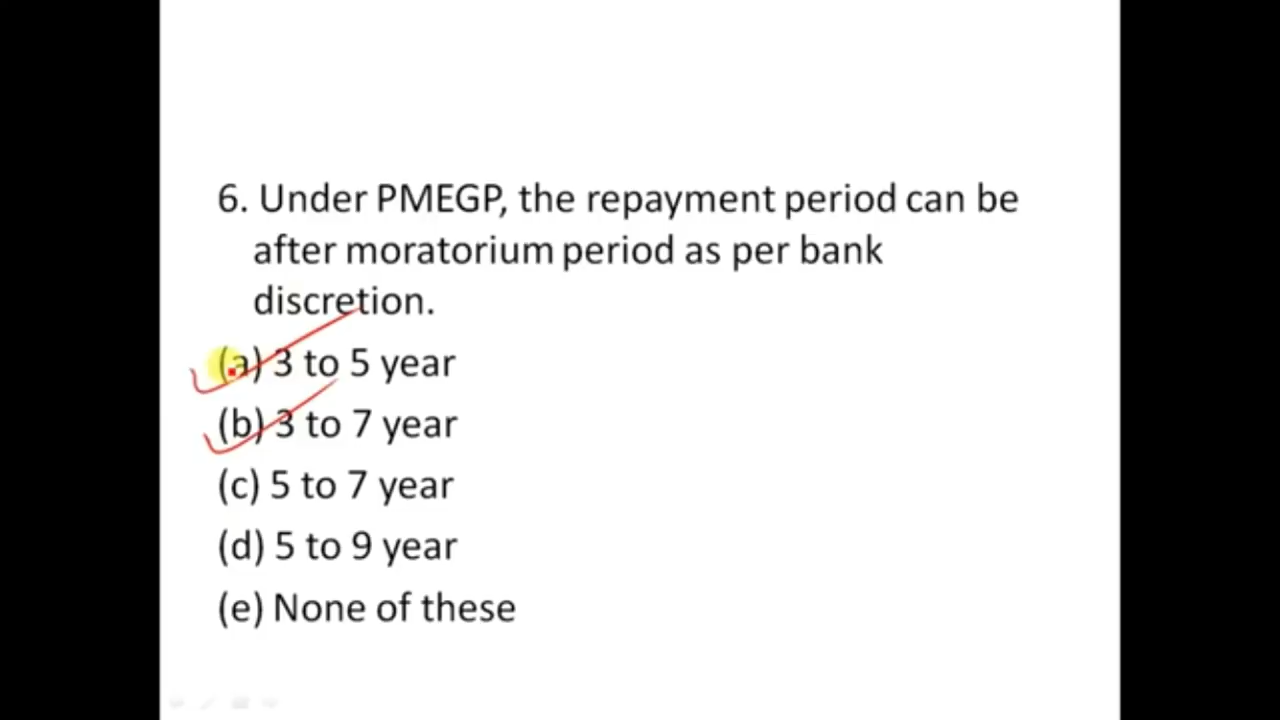 6. Under PMEGP, the repayment period can be
after moratorium period as per bank
discretion.
(a) 3 to 5 year
(b) 3 to 7 year
(c) 5 to 7 year
(d) 5 to 9 year
(e) None of these